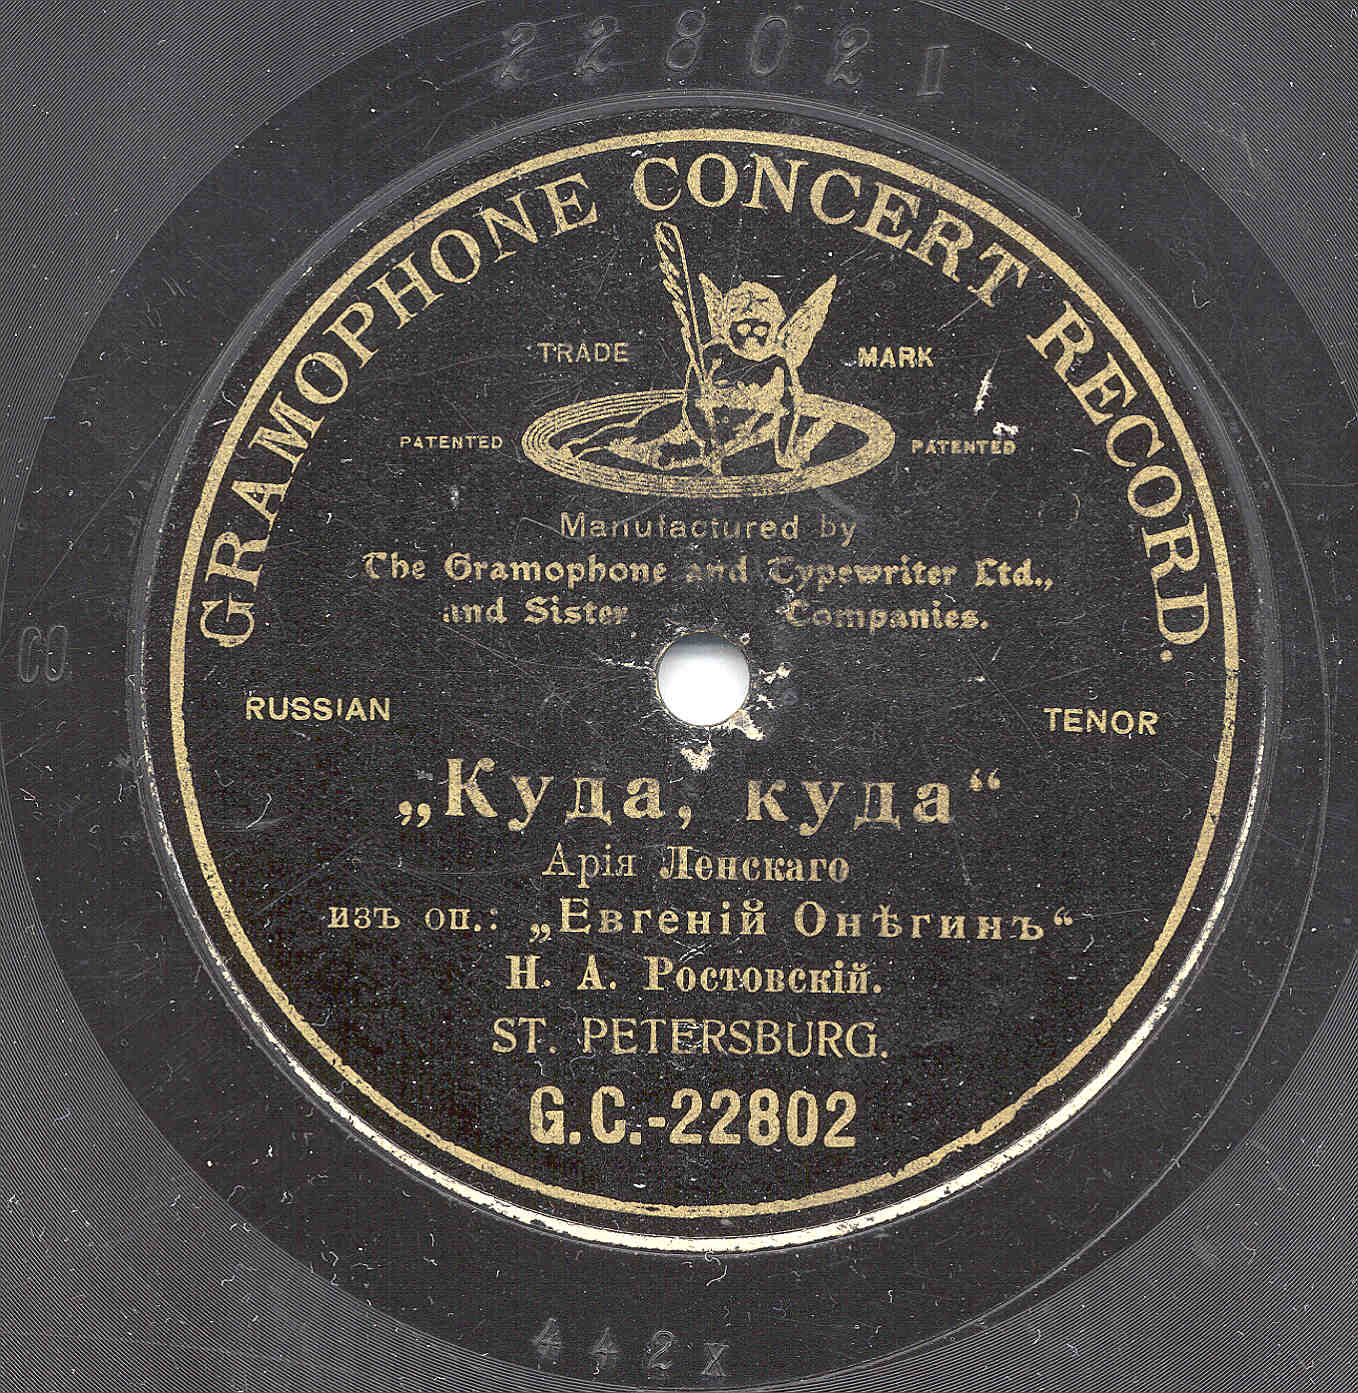 22802 I
GRAMOPHONE CONCERT RECORD.
TRADE MARK
PATENTED PATENTED
Manufactured by
The Gramophone and Typewriter Ltd.,
and Sister Companies.
CO
RUSSIAN TENOR
„Куда, куда“
Арія Ленскаго
изъ оп.: „Евгеній Онѣгинъ“
Н. А. Ростовскій.
ST. PETERSBURG.
G.C.-22802
442x